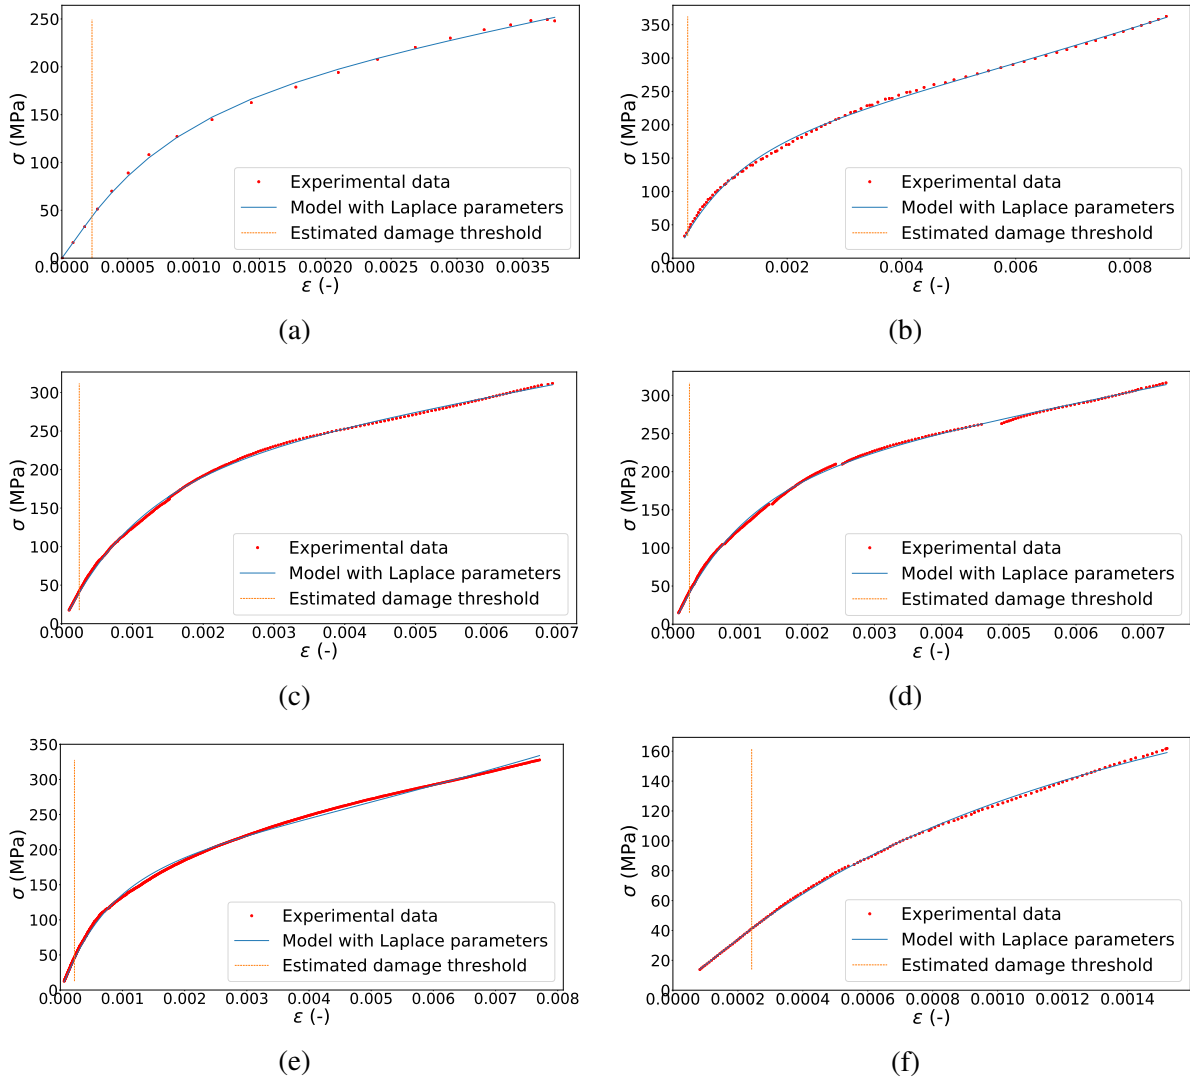 250
200
150
100
50
0
σ (MPa)
0.0000 0.0005 0.0010 0.0015 0.0020 0.0025 0.0030 0.0035
ε (-)
Experimental data
Model with Laplace parameters
Estimated damage threshold
(a)
350
300
250
200
150
100
50
0
σ (MPa)
0.000 0.002 0.004 0.006 0.008
ε (-)
Experimental data
Model with Laplace parameters
Estimated damage threshold
(b)
300
250
200
150
100
50
0
σ (MPa)
0.000 0.001 0.002 0.003 0.004 0.005 0.006 0.007
ε (-)
Experimental data
Model with Laplace parameters
Estimated damage threshold
(c)
300
250
200
150
100
50
0
σ (MPa)
0.000 0.001 0.002 0.003 0.004 0.005 0.006 0.007
ε (-)
Experimental data
Model with Laplace parameters
Estimated damage threshold
(d)
350
300
250
200
150
100
50
0
σ (MPa)
0.000 0.001 0.002 0.003 0.004 0.005 0.006 0.007 0.008
ε (-)
Experimental data
Model with Laplace parameters
Estimated damage threshold
(e)
160
140
120
100
80
60
40
20
0
σ (MPa)
0.0000 0.0002 0.0004 0.0006 0.0008 0.0010 0.0012 0.0014
ε (-)
Experimental data
Model with Laplace parameters
Estimated damage threshold
(f)